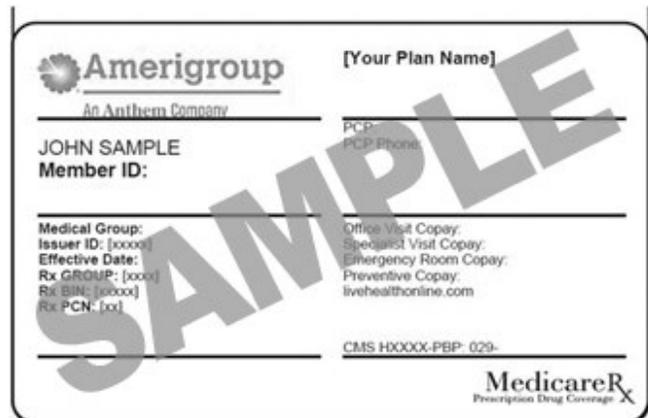 Amerigroup
An Anthem Company
[Your Plan Name]
JOHN SAMPLE
Member ID:
PCP:
PCP Phone:
Medical Group:
Issuer ID: [xxxxx]
Effective Date:
Rx GROUP: [xxxx]
Rx BIN: [xxxxx]
Rx PCN: [xx]
Office Visit Copay:
Specialist Visit Copay:
Emergency Room Copay:
Preventive Copay:
livehealthonline.com
CMS HXXXX-PBP: 029-
MedicareRx
Prescription Drug Coverage
SAMPLE